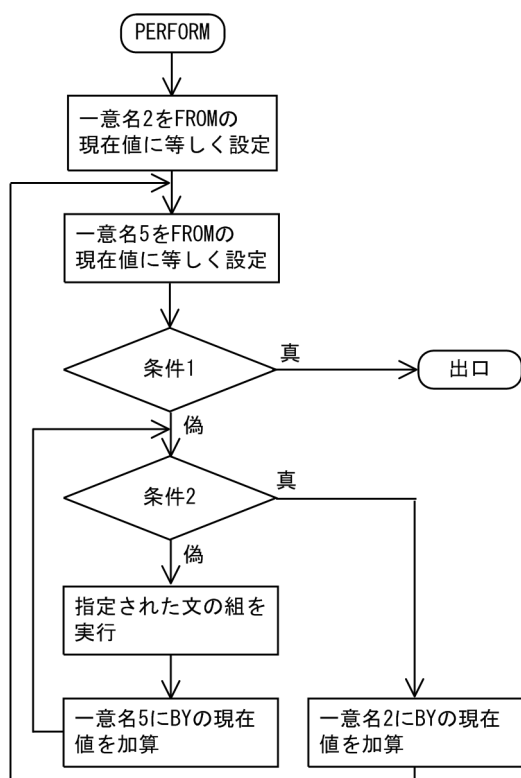 PERFORM
一意名2をFROMの
現在値に等しく設定
一意名5をFROMの
現在値に等しく設定
条件1
真
出口
偽
条件2
真
偽
指定された文の組を
実行
一意名5にBYの現在
値を加算
一意名2にBYの現在
値を加算